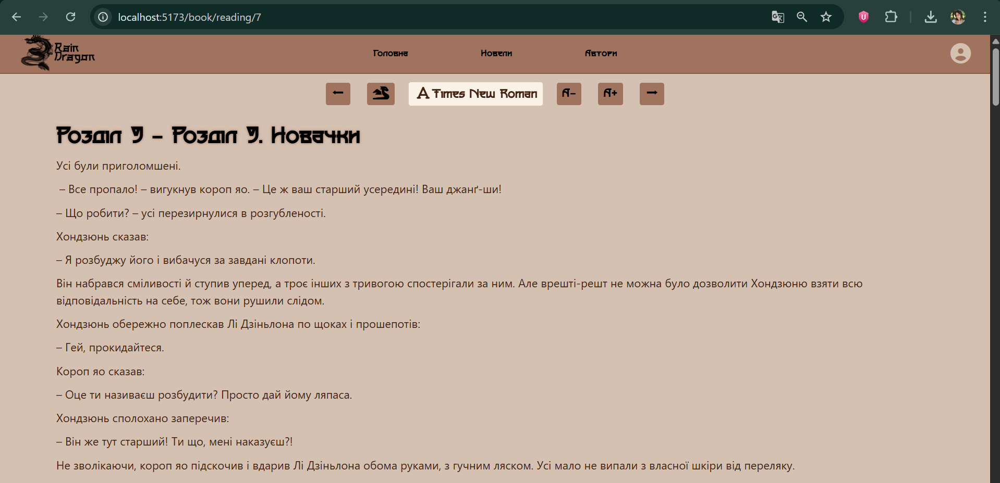 localhost:5173/book/reading/7
Rain
Dragon
Головна
Новели
Автори
←
A Times New Roman
A-
A+
→
Розділ 9 - Розділ 9. Новачки
Усі були приголомшені.
– Все пропало! – вигукнув короп яо. – Це ж ваш старший усередині! Ваш джанґ-ши!
– Що робити? – усі перезирнулися в розгубленості.
Хондзюнь сказав:
– Я розбуджу його і вибачуся за завдані клопоти.
Він набрався сміливості й ступив уперед, а троє інших з тривогою спостерігали за ним. Але врешті-решт не можна було дозволити Хондзюню взяти всю
відповідальність на себе, тож вони рушили слідом.
Хондзюнь обережно поплескав Лі Дзіньлона по щоках і прошепотів:
– Гей, прокидайтеся.
Короп яо сказав:
– Оце ти називаєш розбудити? Просто дай йому ляпаса.
Хондзюнь сполохано заперечив:
– Він же тут старший! Ти що, мені наказуєш?!
Не зволікаючи, короп яо підскочив і вдарив Лі Дзіньлона обома руками, з гучним ляском. Усі мало не випали з власної шкіри від переляку.